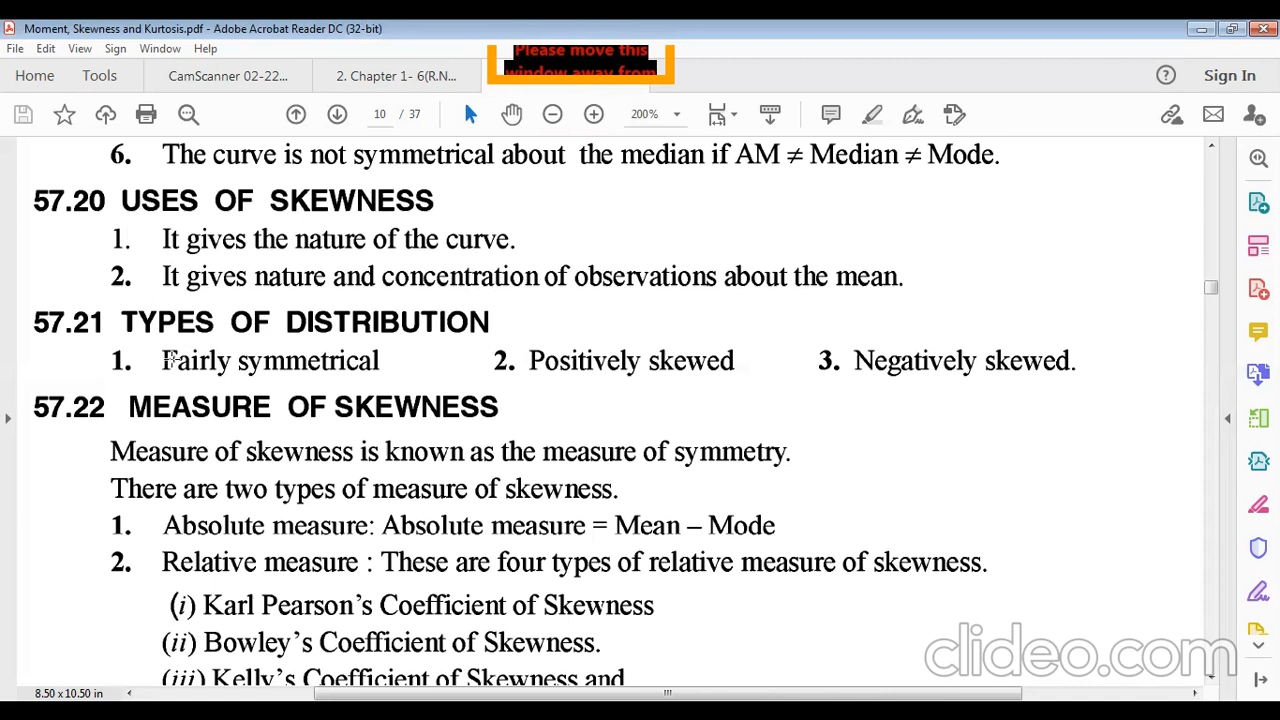 Moment, Skewness and Kurtosis.pdf - Adobe Acrobat Reader DC (32-bit)
File Edit View Sign Window Help
Please move this
window away from
Home Tools CamScanner 02-22... 2. Chapter 1- 6(R.N... Sign In
10 / 37 200%
6. The curve is not symmetrical about the median if AM ≠ Median ≠ Mode.
57.20 USES OF SKEWNESS
1. It gives the nature of the curve.
2. It gives nature and concentration of observations about the mean.
57.21 TYPES OF DISTRIBUTION
1. Fairly symmetrical 2. Positively skewed 3. Negatively skewed.
57.22 MEASURE OF SKEWNESS
Measure of skewness is known as the measure of symmetry.
There are two types of measure of skewness.
1. Absolute measure: Absolute measure = Mean – Mode
2. Relative measure : These are four types of relative measure of skewness.
(i) Karl Pearson's Coefficient of Skewness
(ii) Bowley's Coefficient of Skewness.
(iii) Kelly's Coefficient of Skewness and
clideo.com
8.50 x 10.50 in